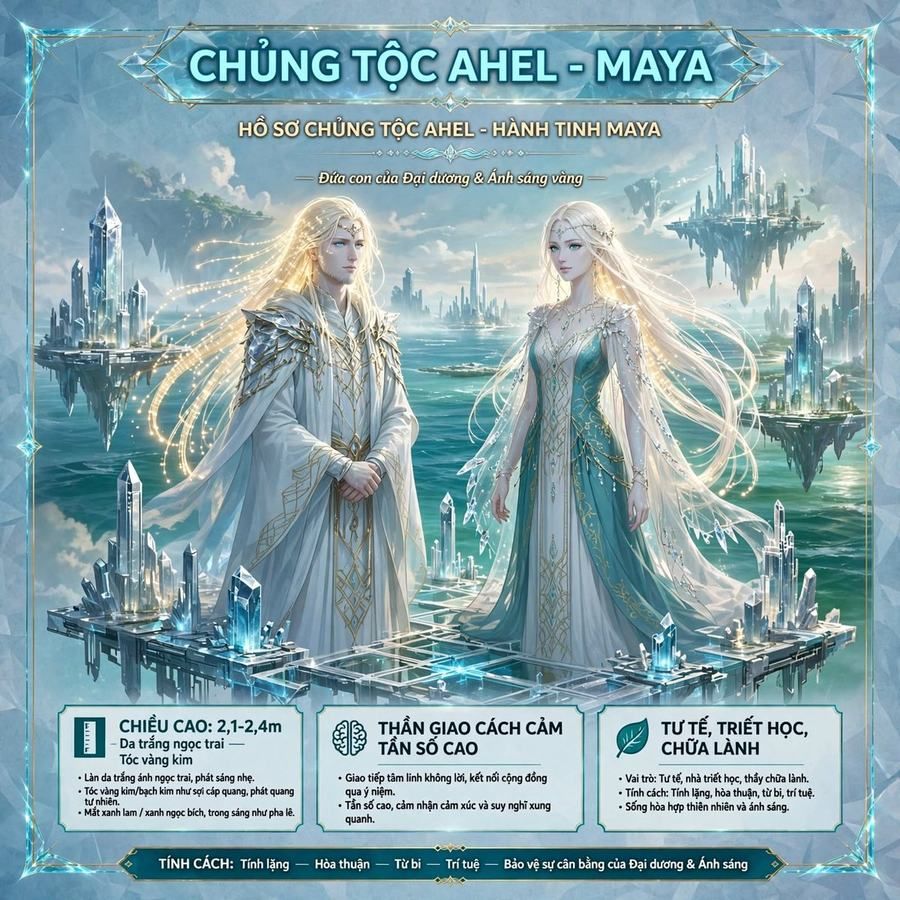 CHỦNG TỘC AHEL - MAYA
HỒ SƠ CHỦNG TỘC AHEL - HÀNH TINH MAYA
— Đứa con của Đại dương & Ánh sáng vàng —
CHIỀU CAO: 2,1-2,4m
Da trắng ngọc trai —
Tóc vàng kim
• Làn da trắng ánh ngọc trai, phát sáng nhẹ.
• Tóc vàng kim/bạch kim như sợi cáp quang, phát quang
tự nhiên.
• Mắt xanh lam / xanh ngọc bích, trong sáng như pha lê.
THẦN GIAO CÁCH CẢM
TẦN SỐ CAO
• Giao tiếp tâm linh không lời, kết nối cộng đồng
qua ý niệm.
• Tần số cao, cảm nhận cảm xúc và suy nghĩ xung
quanh.
TƯ TẾ, TRIẾT HỌC,
CHỮA LÀNH
• Vai trò: Tư tế, nhà triết học, thầy chữa lành.
• Tính cách: Tĩnh lặng, hòa thuận, từ bi, trí tuệ.
• Sống hòa hợp thiên nhiên và ánh sáng.
TÍNH CÁCH: Tĩnh lặng — Hòa thuận — Từ bi — Trí tuệ — Bảo vệ sự cân bằng của Đại dương & Ánh sáng